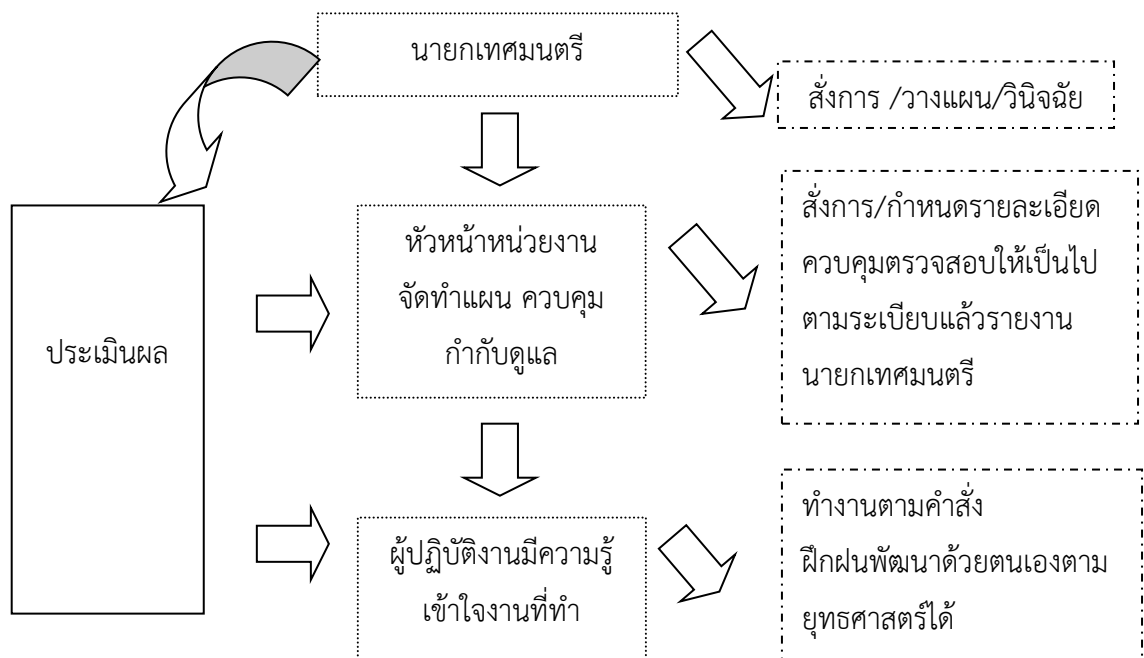 นายกเทศมนตรี
สั่งการ /วางแผน/วินิจฉัย
หัวหน้าหน่วยงาน
จัดทำแผน ควบคุม
กำกับดูแล
สั่งการ/กำหนดรายละเอียด
ควบคุมตรวจสอบให้เป็นไป
ตามระเบียบแล้วรายงาน
นายกเทศมนตรี
ประเมินผล
ผู้ปฏิบัติงานมีความรู้
เข้าใจงานที่ทำ
ทำงานตามคำสั่ง
ฝึกฝนพัฒนาด้วยตนเองตาม
ยุทธศาสตร์ได้